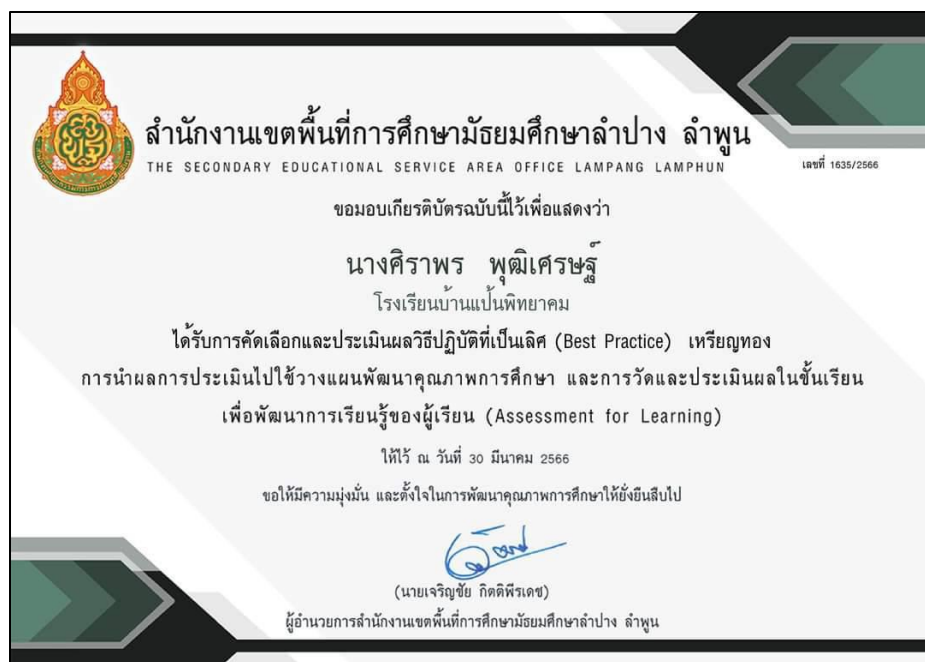 สำนักงานเขตพื้นที่การศึกษามัธยมศึกษาลำปาง ลำพูน
THE SECONDARY EDUCATIONAL SERVICE AREA OFFICE LAMPANG LAMPHUN
เลขที่ 1635/2566
ขอมอบเกียรติบัตรฉบับนี้ไว้เพื่อแสดงว่า
นางศิราพร พุฒิเศรษฐ์
โรงเรียนบ้านแป้นพิทยาคม
ได้รับการคัดเลือกและประเมินผลวิธีปฏิบัติที่เป็นเลิศ (Best Practice) เหรียญทอง
การนำผลการประเมินไปใช้วางแผนพัฒนาคุณภาพการศึกษา และการวัดและประเมินผลในชั้นเรียน
เพื่อพัฒนาการเรียนรู้ของผู้เรียน (Assessment for Learning)
ให้ไว้ ณ วันที่ 30 มีนาคม 2566
ขอให้มีความมุ่งมั่น และตั้งใจในการพัฒนาคุณภาพการศึกษาให้ยั่งยืนสืบไป
(นายเจริญชัย กิตติพีรเดช)
ผู้อำนวยการสำนักงานเขตพื้นที่การศึกษามัธยมศึกษาลำปาง ลำพูน